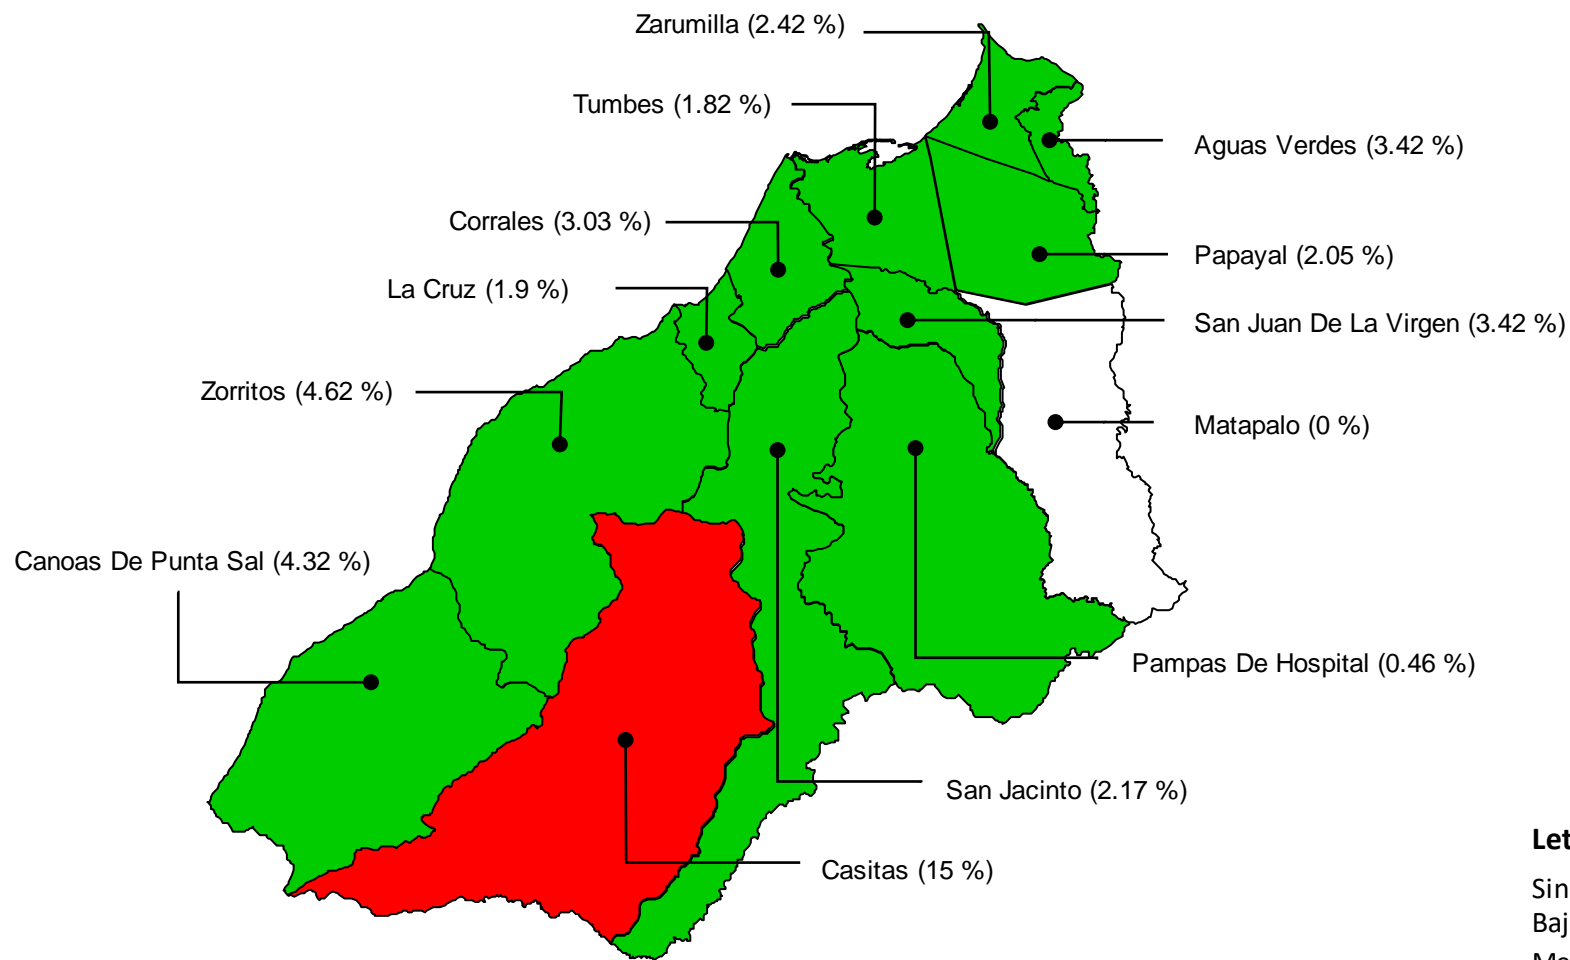 Zarumilla (2.42 %)
Tumbes (1.82 %)
Aguas Verdes (3.42 %)
Corrales (3.03 %)
Papayal (2.05 %)
La Cruz (1.9 %)
San Juan De La Virgen (3.42 %)
Zorritos (4.62 %)
Matapalo (0 %)
Canoas De Punta Sal (4.32 %)
Pampas De Hospital (0.46 %)
San Jacinto (2.17 %)
Casitas (15 %)
Let
Sin
Baj